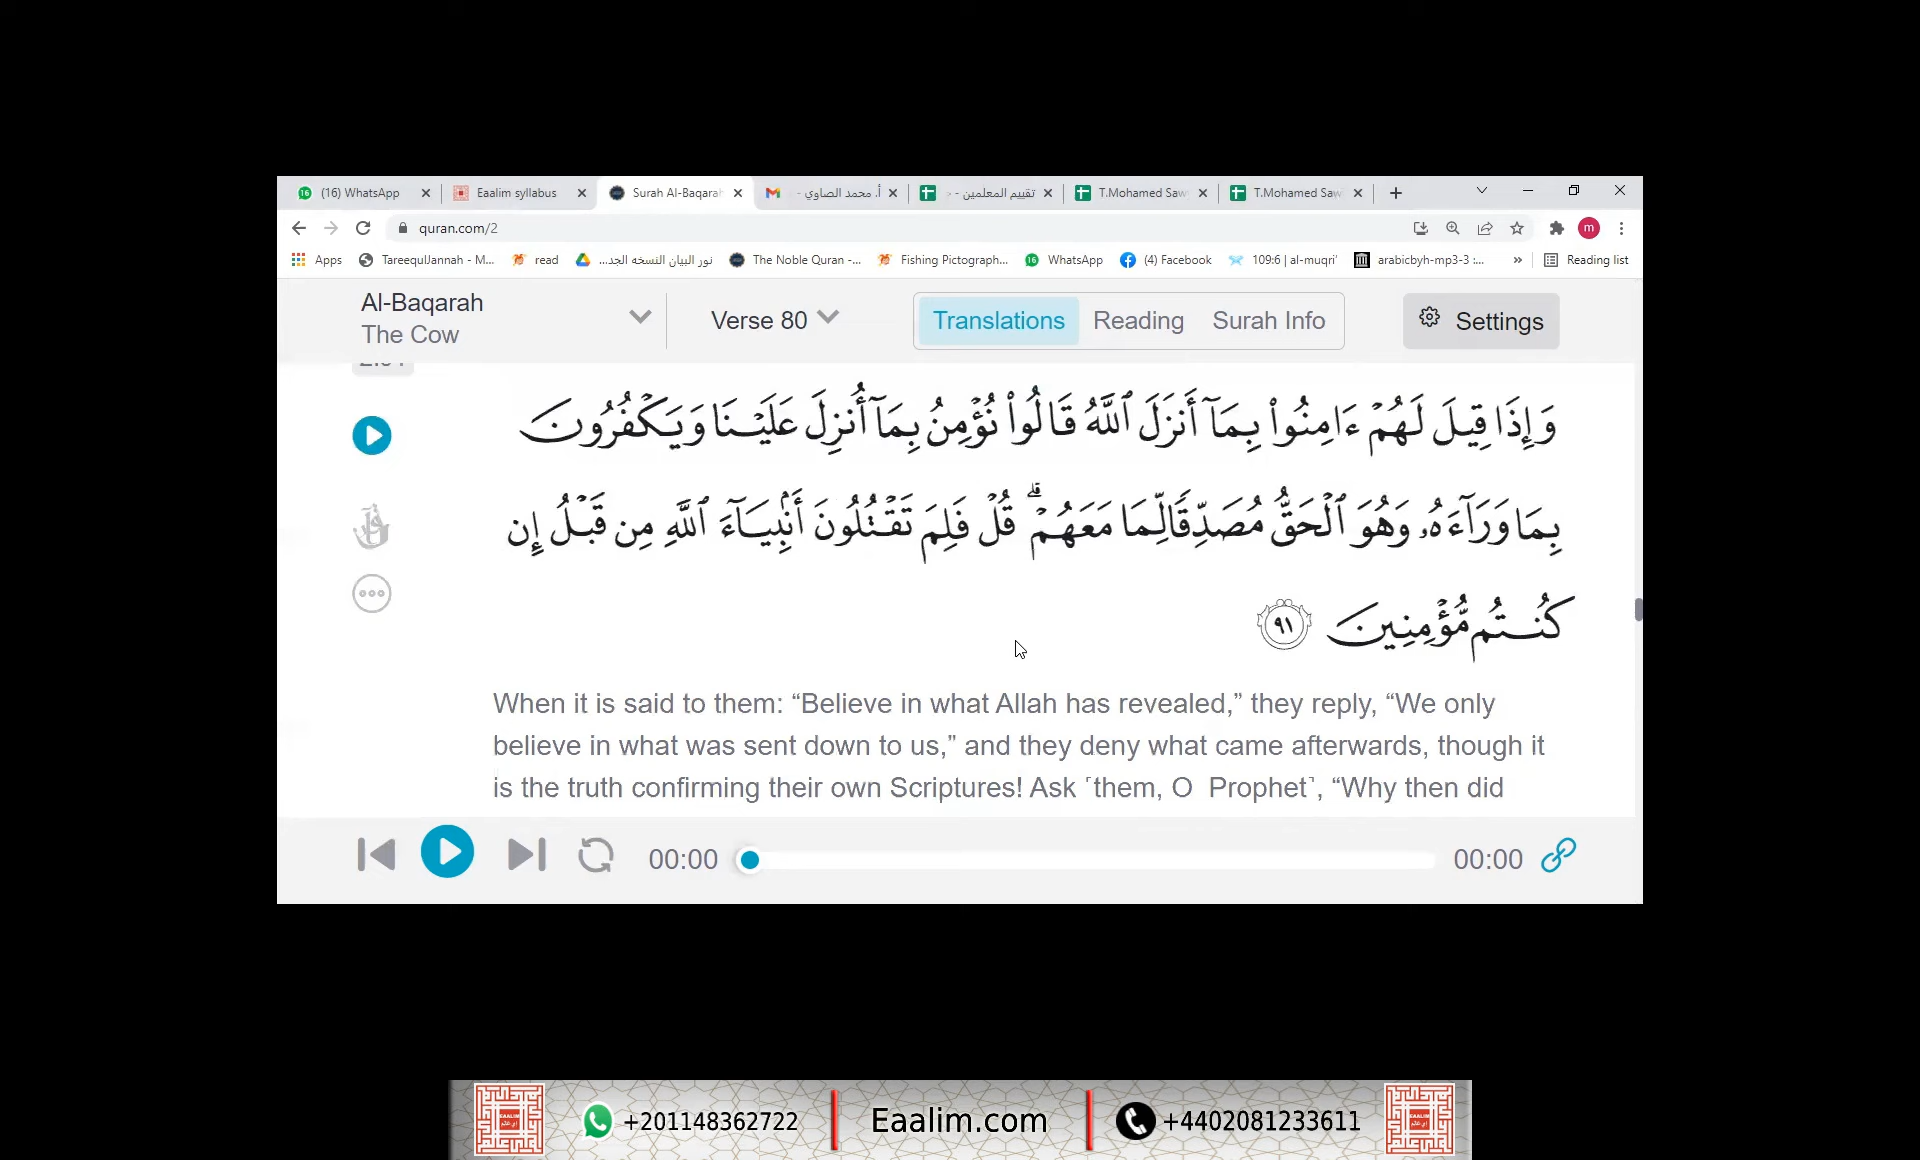 (16) WhatsApp
Eaalim syllabus
Surah Al-Baqarah
أ. محمد الصاوي -
تقييم المعلمين -
T.Mohamed Saw
T.Mohamed Saw
quran.com/2
m
Apps
TareequlJannah - M...
read
نور البيان النسخه الجد...
The Noble Quran -...
Fishing Pictograph...
WhatsApp
(4) Facebook
109:6 | al-muqri'
arabicbyh-mp3-3 :...
»
Reading list
Al-Baqarah
The Cow
Verse 80
Translations
Reading
Surah Info
Settings
وَإِذَا قِيلَ لَهُمْ ءَامِنُوا۟ بِمَآ أَنزَلَ ٱللَّهُ قَالُوا۟ نُؤْمِنُ بِمَآ أُنزِلَ عَلَيْنَا وَيَكْفُرُونَ
بِمَا وَرَآءَهُۥ وَهُوَ ٱلْحَقُّ مُصَدِّقًا لِّمَا مَعَهُمْ ۗ قُلْ فَلِمَ تَقْتُلُونَ أَنۢبِيَآءَ ٱللَّهِ مِن قَبْلُ إِن
كُنتُم مُّؤْمِنِينَ ٩١
When it is said to them: “Believe in what Allah has revealed,” they reply, “We only
believe in what was sent down to us,” and they deny what came afterwards, though it
is the truth confirming their own Scriptures! Ask ˹them, O Prophet˺, “Why then did
00:00
00:00
+201148362722
Eaalim.com
+4402081233611
EAALIM
EAALIM